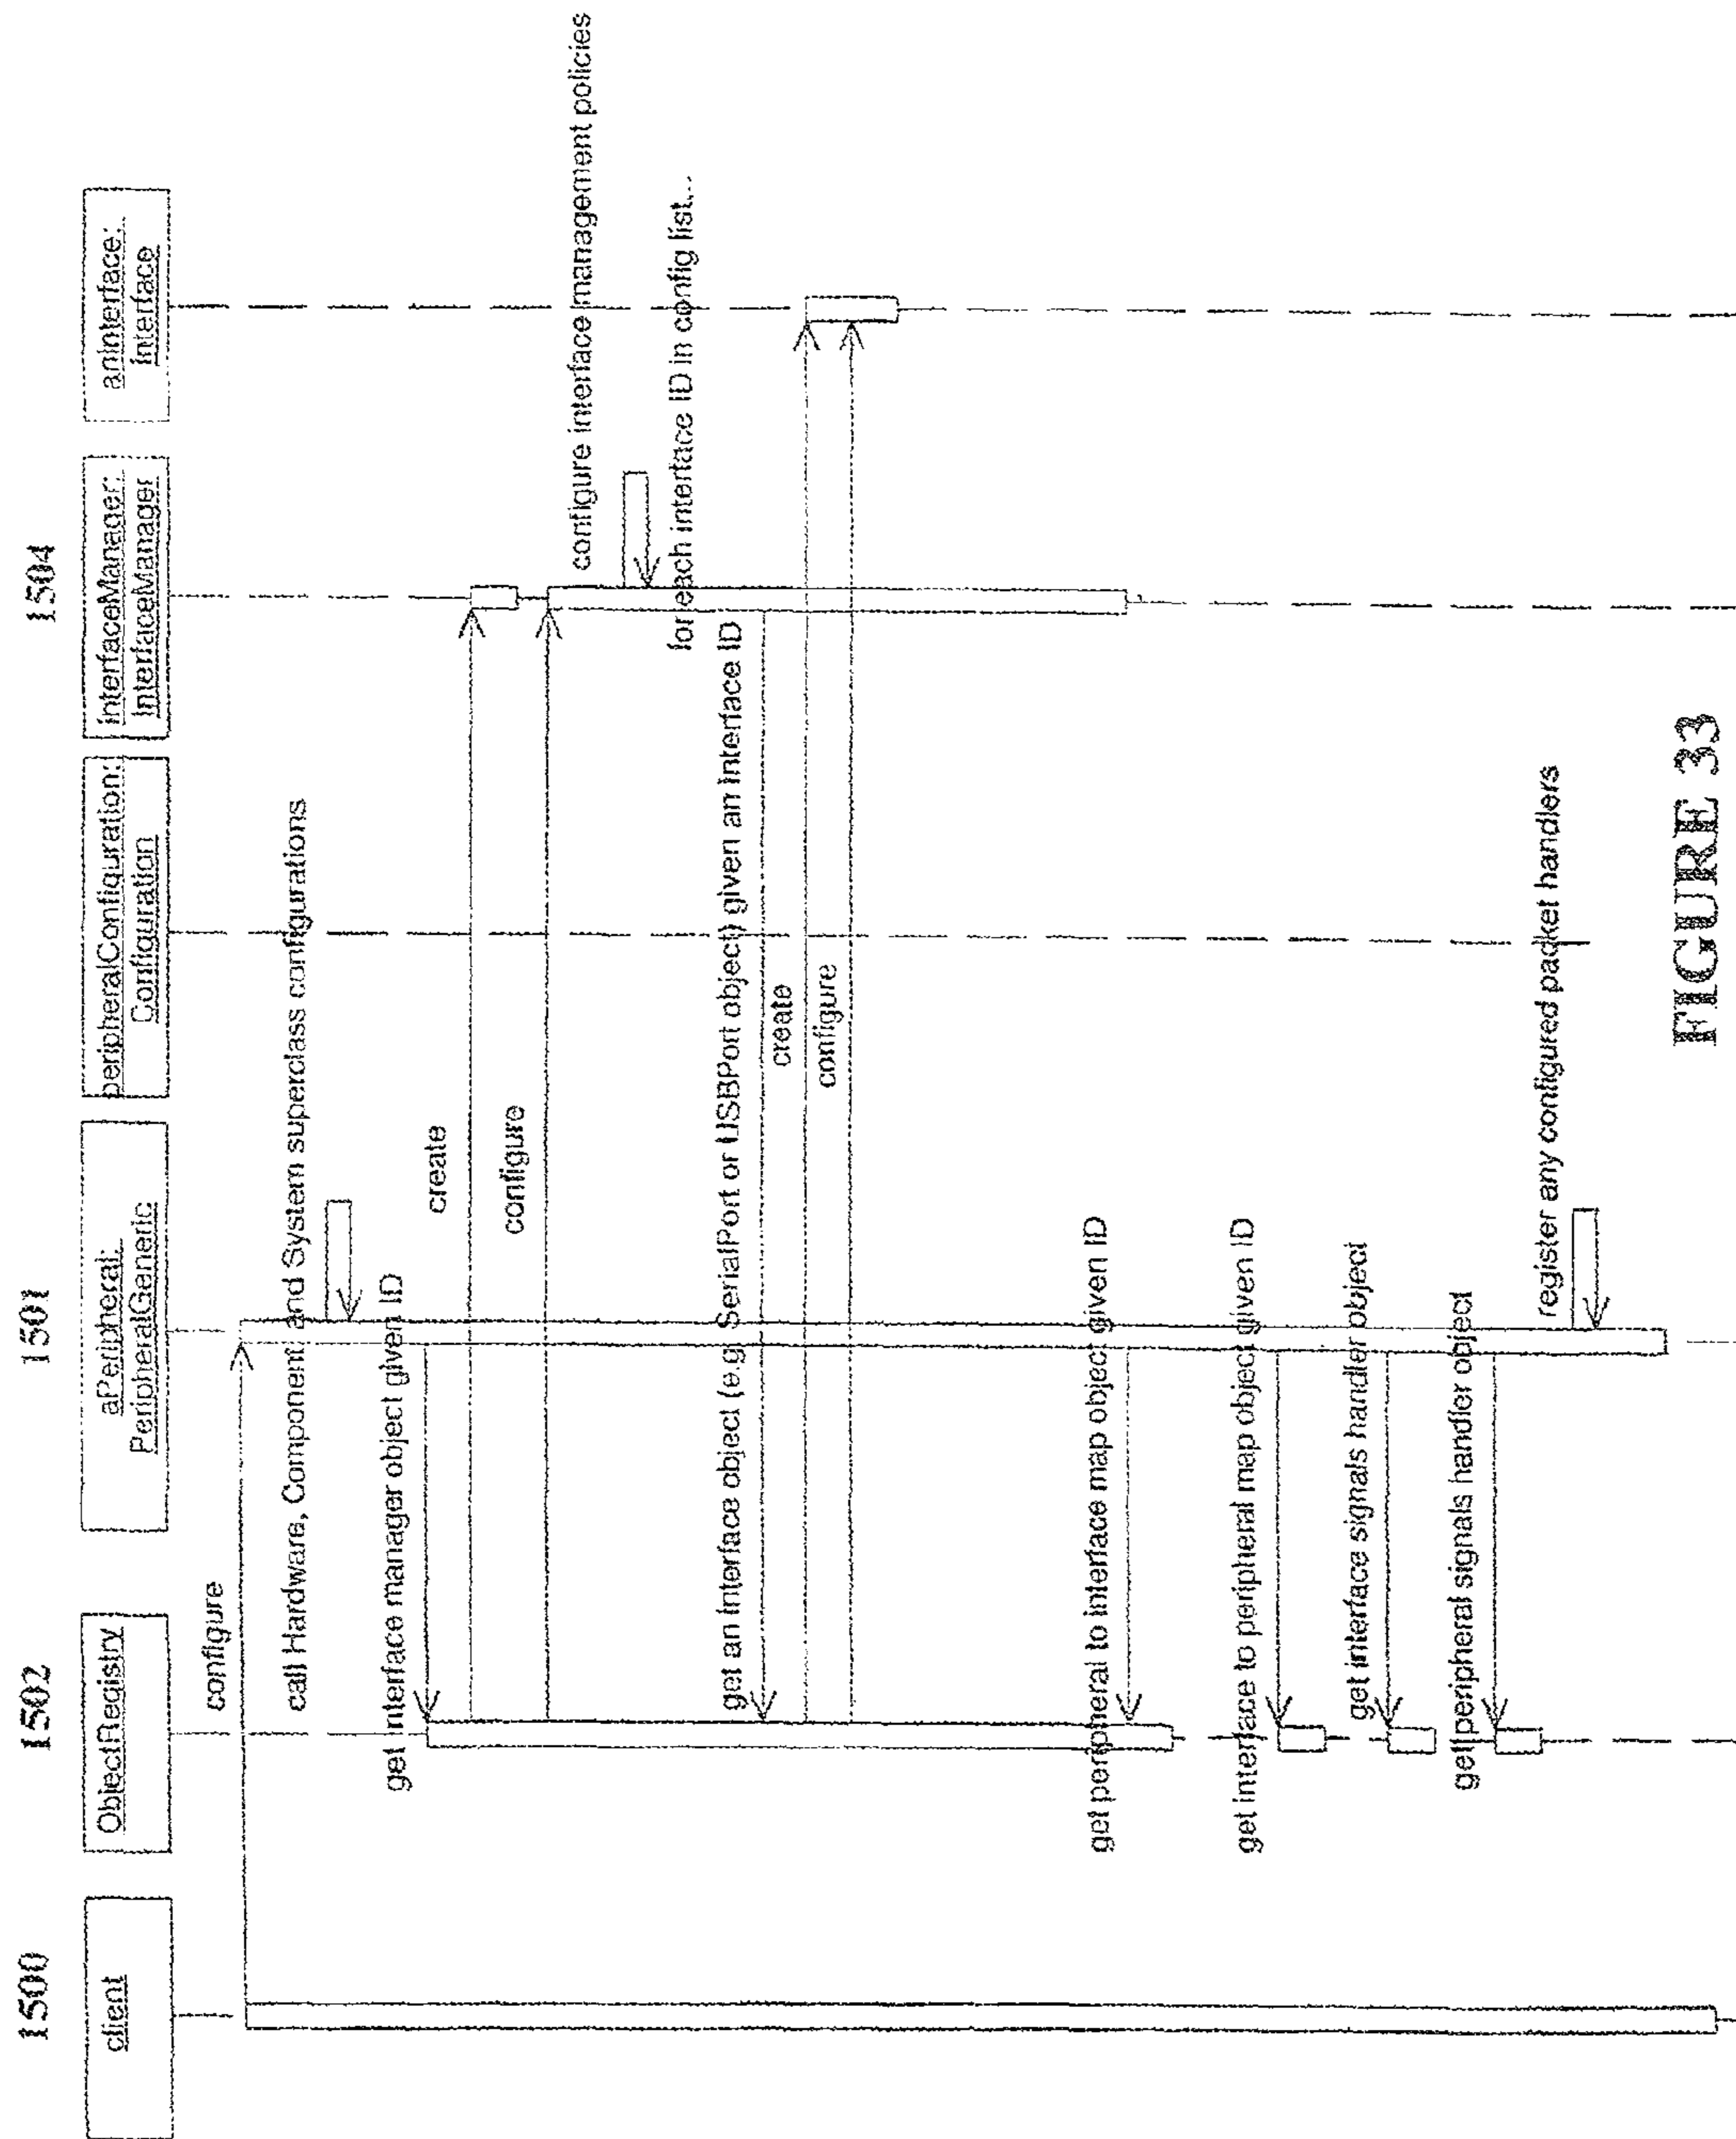 1500
1502
1501
1504
client
ObjectRegistry
aPeripheral:
PeripheralGeneric
peripheralConfiguration:
Configuration
interfaceManager:
InterfaceManager
anInterface:
Interface
configure
call Hardware, Component, and System superclass configurations
get interface manager object given ID
create
configure
configure interface management policies
for each interface ID in config list...
get an Interface object (e.g. SerialPort or USBPort object) given an Interface ID
create
configure
get peripheral to interface map object given ID
get interface to peripheral map object given ID
get interface signals handler object
get peripheral signals handler object
register any configured packet handlers
FIGURE 33